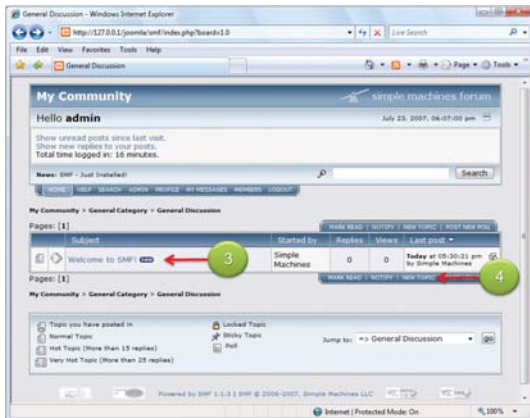 General Discussion - Windows Internet Explorer
http://127.0.0.1/joomla/smf/index.php?board=1.0
Live Search
File Edit View Favorites Tools Help
General Discussion
Page Tools
My Community
simple machines forum
Hello admin
July 23, 2007, 06:07:00 pm
Show unread posts since last visit.
Show new replies to your posts.
Total time logged in: 16 minutes.
News: SMF - Just Installed!
Search
HOME HELP SEARCH ADMIN PROFILE MY MESSAGES MEMBERS LOGOUT
My Community > General Category > General Discussion
Pages: [1]
MARK READ | NOTIFY | NEW TOPIC | POST NEW POLL
Subject Started by Replies Views Last post
Welcome to SMF! 3 Simple Machines 0 0 Today at 05:30:21 pm by Simple Machines
Pages: [1]
MARK READ | NOTIFY | NEW TOPIC 4
My Community > General Category > General Discussion
Topic you have posted in
Normal Topic
Hot Topic (More than 15 replies)
Very Hot Topic (More than 25 replies)
Locked Topic
Sticky Topic
Poll
Jump to: => General Discussion go
Powered by SMF 1.1.3 | SMF © 2006-2007, Simple Machines LLC
Internet | Protected Mode: On 100%